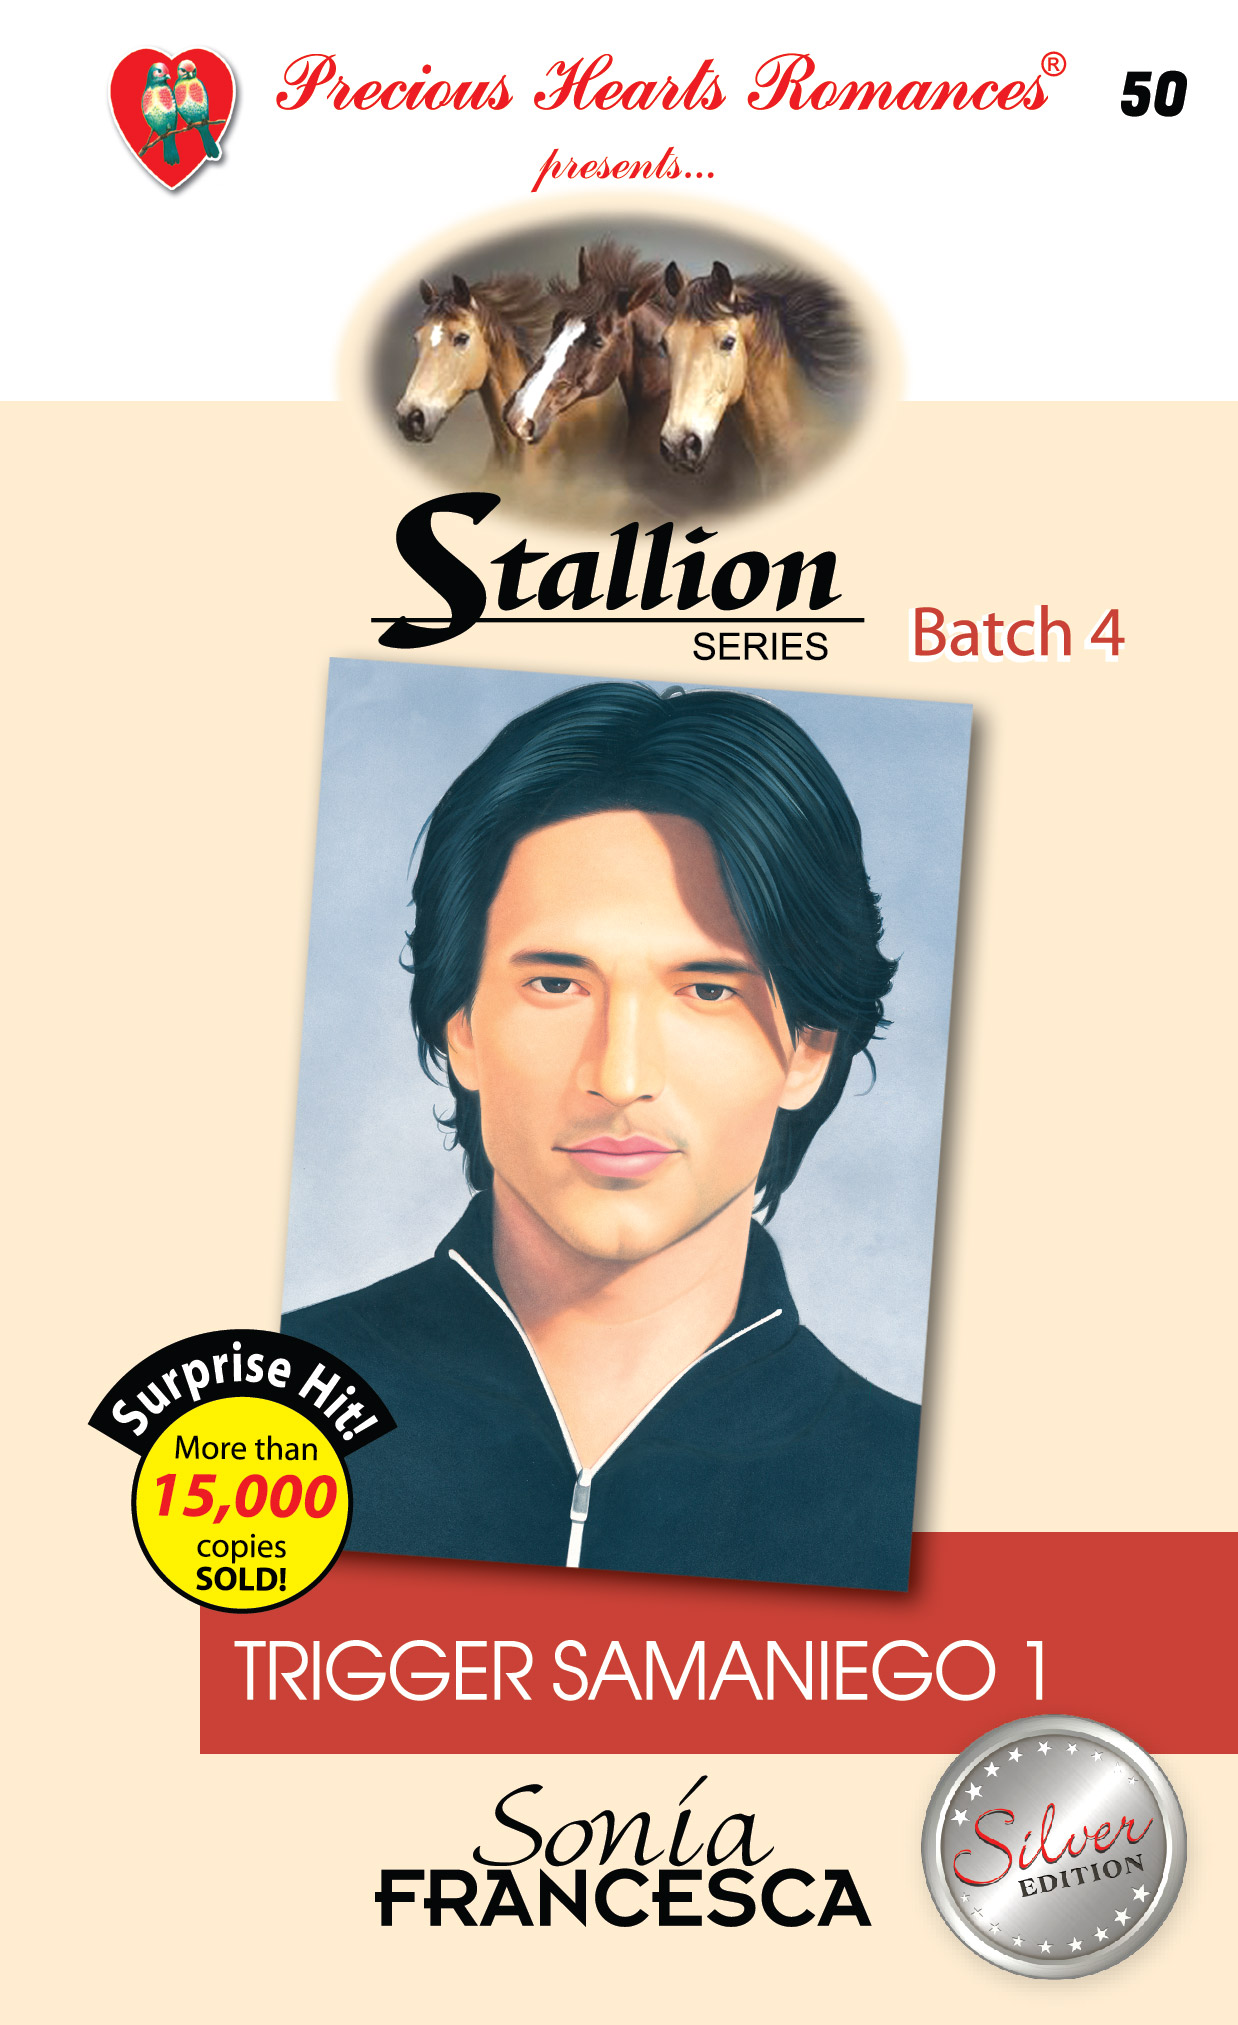 Precious Hearts Romances®
50
presents...
Stallion
SERIES
Batch 4
Surprise Hit!
More than
15,000
copies
SOLD!
TRIGGER SAMANIEGO 1
Sonia
FRANCESCA
Silver
EDITION